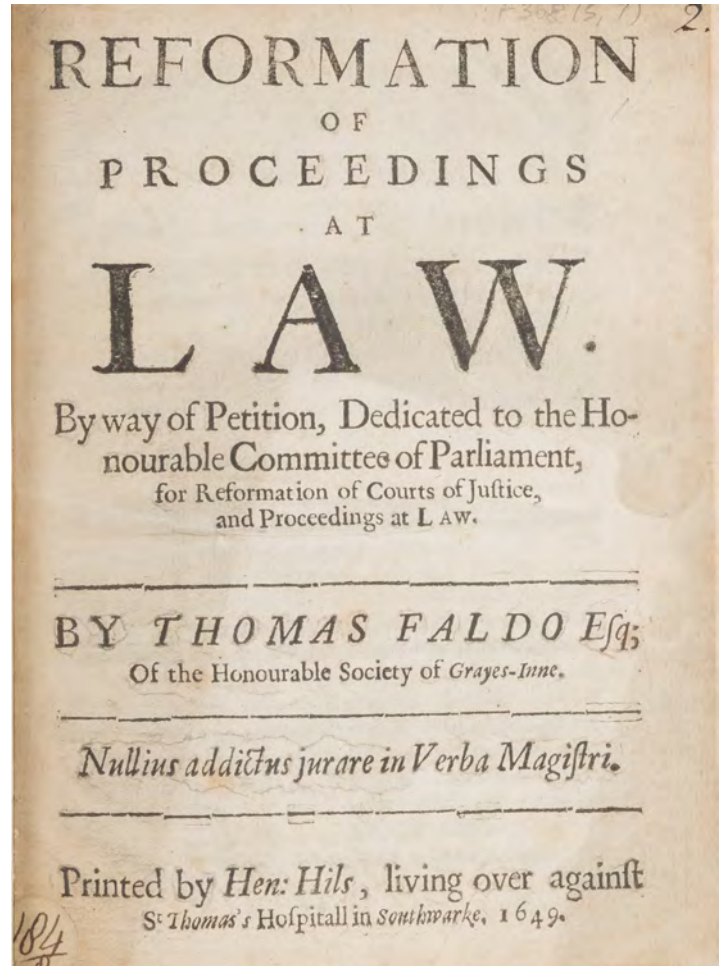 F368 (5, 7) 2.
REFORMATION
OF
PROCEEDINGS
AT
LAW.
By way of Petition, Dedicated to the Ho-
nourable Committee of Parliament,
for Reformation of Courts of Juſtice,
and Proceedings at LAW.
BY THOMAS FALDO Eſq;
Of the Honourable Society of Grayes-Inne.
Nullius addictus jurare in Verba Magiſtri.
Printed by Hen: Hils, living over againſt
St Thomas's Hoſpitall in Southwarke. 1649.
184